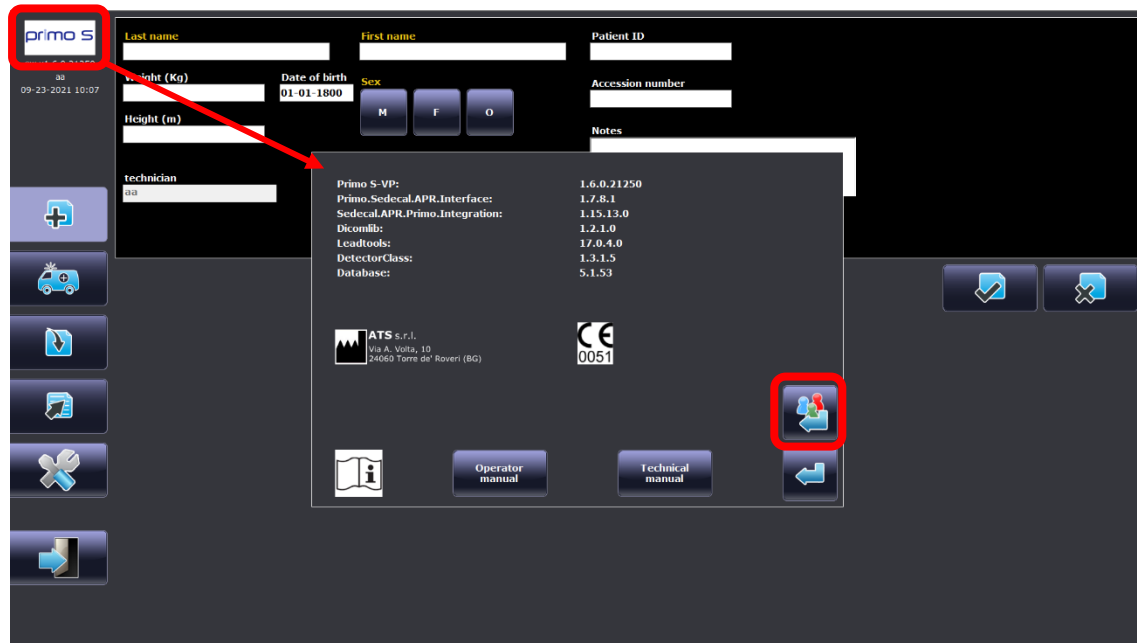 primo S
aa
09-23-2021 10:07
Last name
First name
Patient ID
Weight (Kg)
Date of birth
Sex
Accession number
01-01-1800
M
F
O
Height (m)
Notes
technician
aa
Primo S-VP: 1.6.0.21250
Primo.Sedecal.APR.Interface: 1.7.8.1
Sedecal.APR.Primo.Integration: 1.15.13.0
Dicomlib: 1.2.1.0
Leadtools: 17.0.4.0
DetectorClass: 1.3.1.5
Database: 5.1.53
ATS s.r.l.
Via A. Volta, 10
24060 Torre de' Roveri (BG)
CE
0051
i
Operator
manual
Technical
manual